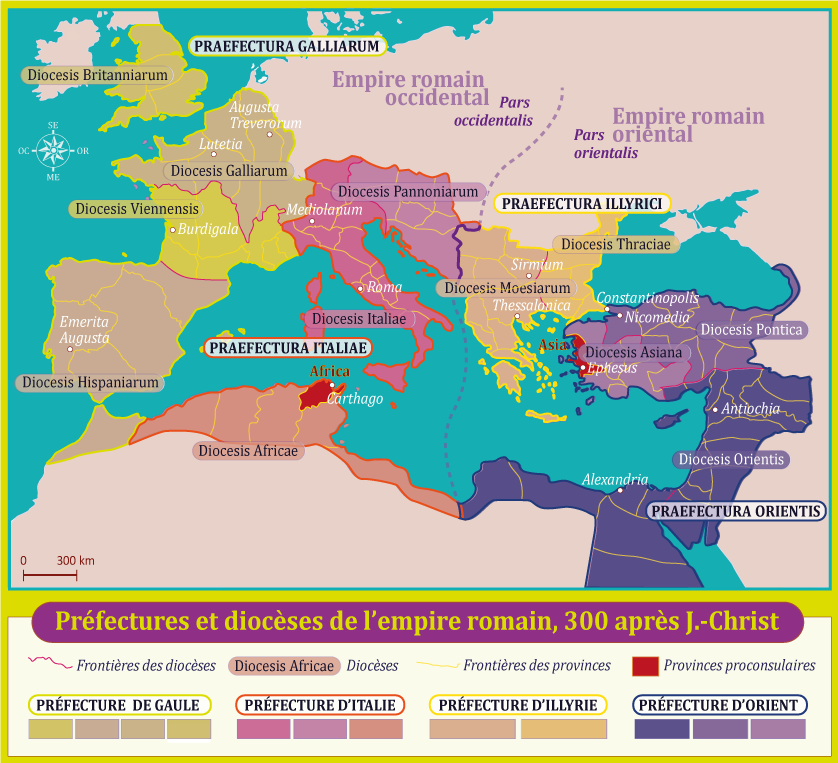 PRAEFECTURA GALLIARUM
Diocesis Britanniarum
Empire romain
occidental
Pars
occidentalis
Empire romain
oriental
Pars
orientalis
Augusta
Treverorum
Lutetia
SE
OC
OR
ME
Diocesis Galliarum
Diocesis Pannoniarum
PRAEFECTURA ILLYRICI
Diocesis Viennensis
Mediolanum
Burdigala
Diocesis Thraciae
Sirmium
Diocesis Moesiarum
Roma
Thessalonica
Constantinopolis
Nicomedia
Emerita
Augusta
Diocesis Italiae
Diocesis Pontica
PRAEFECTURA ITALIAE
Asia
Diocesis Asiana
Ephesus
Africa
Diocesis Hispaniarum
Carthago
Antiochia
Diocesis Africae
Diocesis Orientis
Alexandria
PRAEFECTURA ORIENTIS
0 300 km
Préfectures et diocèses de l'empire romain, 300 après J.-Christ
Frontières des diocèses
Diocesis Africae
Diocèses
Frontières des provinces
Provinces proconsulaires
PRÉFECTURE DE GAULE
PRÉFECTURE D'ITALIE
PRÉFECTURE D'ILLYRIE
PRÉFECTURE D'ORIENT